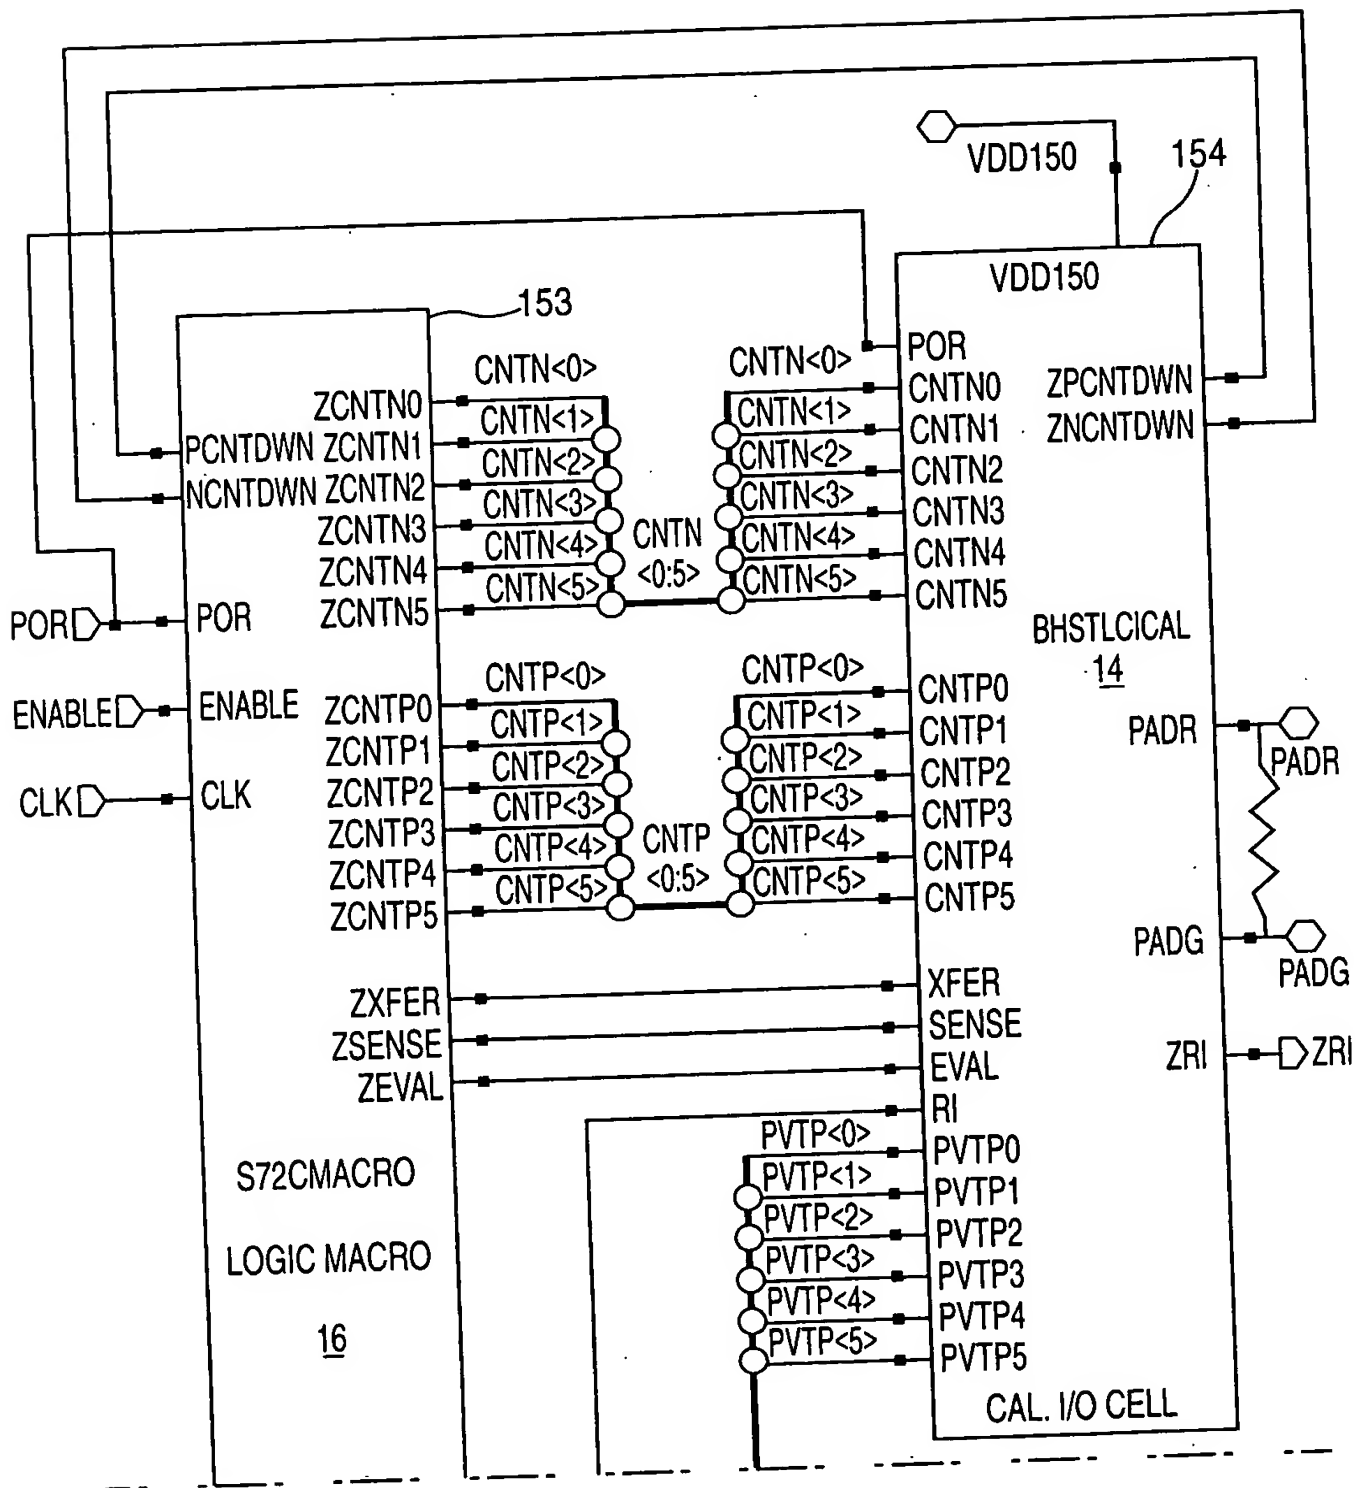 VDD150
154
VDD150
153
CNTN<0>
CNTN<0>
POR
ZPCNTDWN
ZCNTN0
CNTN<1>
CNTN<1>
CNTN0
ZNCNTDWN
PCNTDWN
ZCNTN1
CNTN<2>
CNTN<2>
CNTN1
NCNTDWN
ZCNTN2
CNTN<3>
CNTN<3>
CNTN2
ZCNTN3
CNTN<4>
CNTN
<0:5>
CNTN<4>
CNTN3
ZCNTN4
CNTN<5>
CNTN<5>
CNTN4
POR
POR
ZCNTN5
CNTN5
BHSTLCICAL
14
ENABLE
ENABLE
ZCNTP0
CNTP<0>
CNTP<0>
CNTP0
ZCNTP1
CNTP<1>
CNTP<1>
CNTP1
PADR
PADR
CLK
CLK
ZCNTP2
CNTP<2>
CNTP<2>
CNTP2
ZCNTP3
CNTP<3>
CNTP<3>
CNTP3
ZCNTP4
CNTP<4>
CNTP
<0:5>
CNTP<4>
CNTP4
ZCNTP5
CNTP<5>
CNTP<5>
CNTP5
PADG
PADG
ZXFER
XFER
ZSENSE
SENSE
ZRI
ZRI
ZEVAL
EVAL
RI
PVTP<0>
PVTP0
S72CMACRO
PVTP<1>
PVTP1
PVTP<2>
PVTP2
LOGIC MACRO
PVTP<3>
PVTP3
PVTP<4>
PVTP4
16
PVTP<5>
PVTP5
CAL. I/O CELL